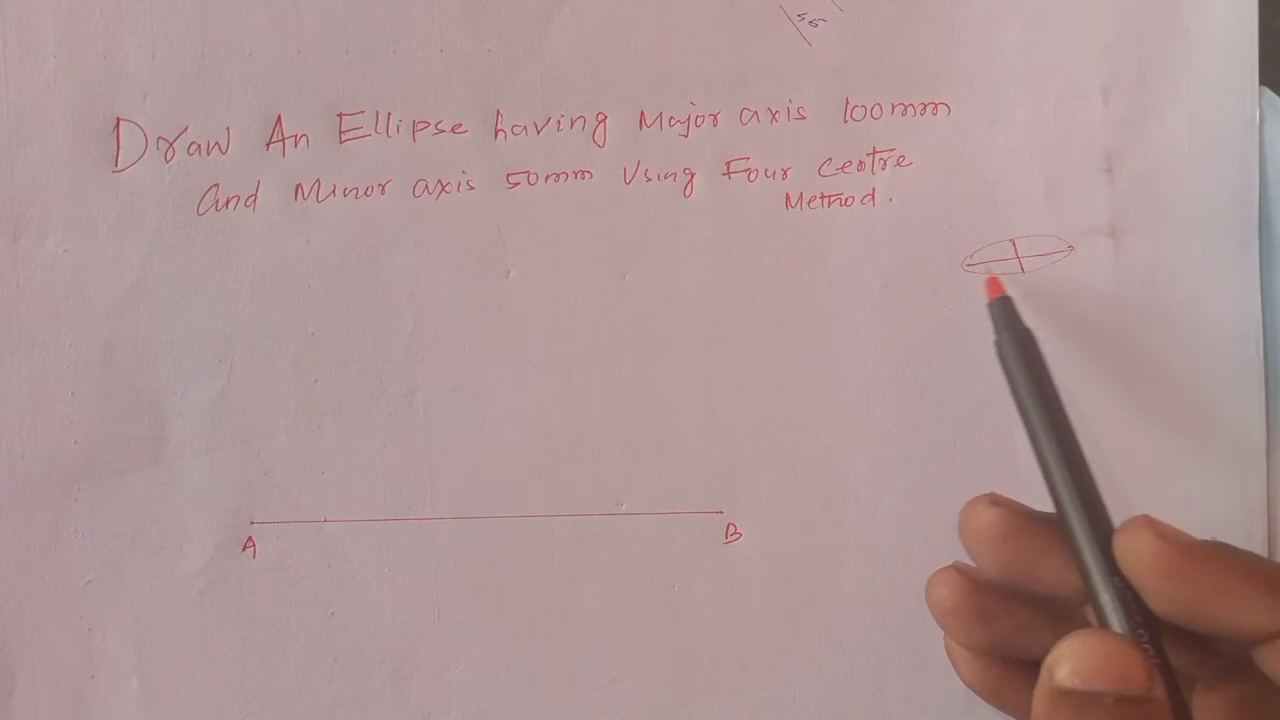 Draw An Ellipse having Major axis 100mm
and Minor axis 50mm Using Four Centre
Method.
A
B